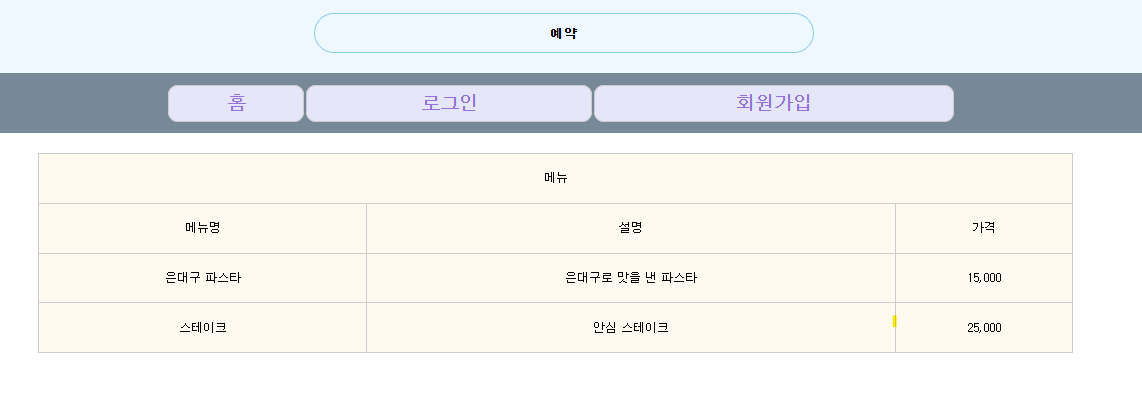 예약
홈 로그인 회원가입
메뉴
메뉴명 설명 가격
은대구 파스타 은대구로 맛을 낸 파스타 15,000
스테이크 안심 스테이크 25,000